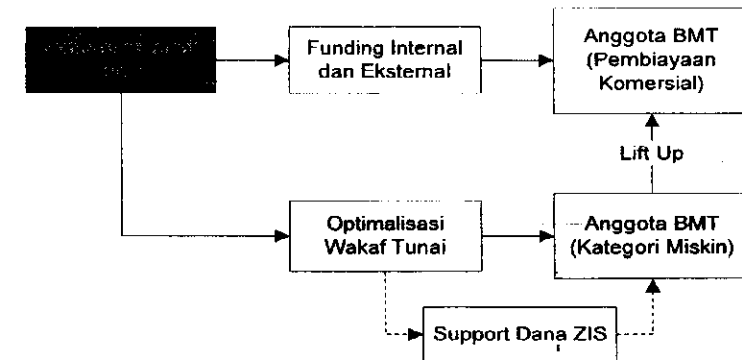 Funding Internal
dan Eksternal
Anggota BMT
(Pembiayaan
Komersial)
Lift Up
Optimalisasi
Wakaf Tunai
Anggota BMT
(Kategori Miskin)
Support Dana ZIS